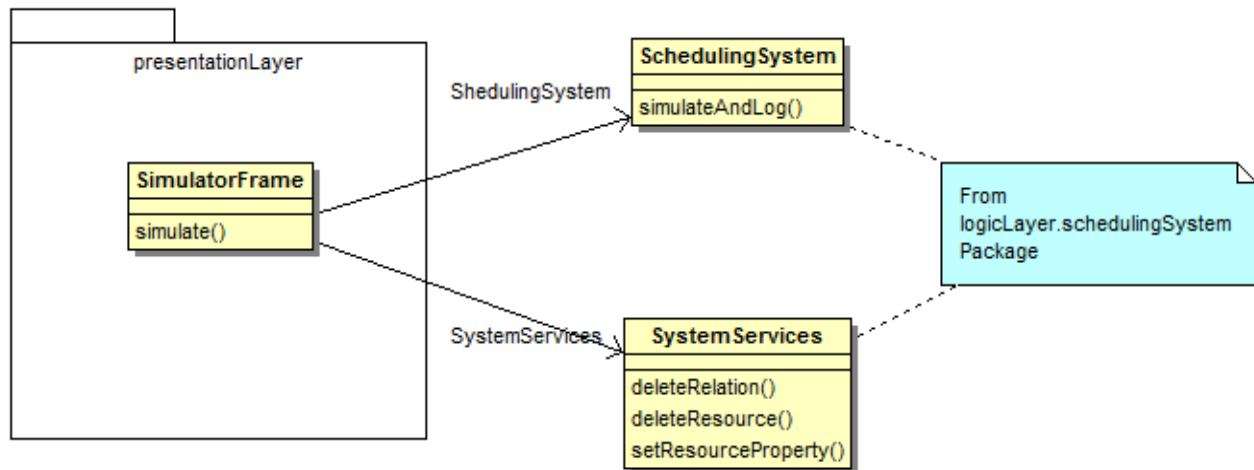 presentationLayer
SimulatorFrame
simulate()
ShedulingSystem
SchedulingSystem
simulateAndLog()
From
logicLayer.schedulingSystem
Package
SystemServices
SystemServices
deleteRelation()
deleteResource()
setResourceProperty()